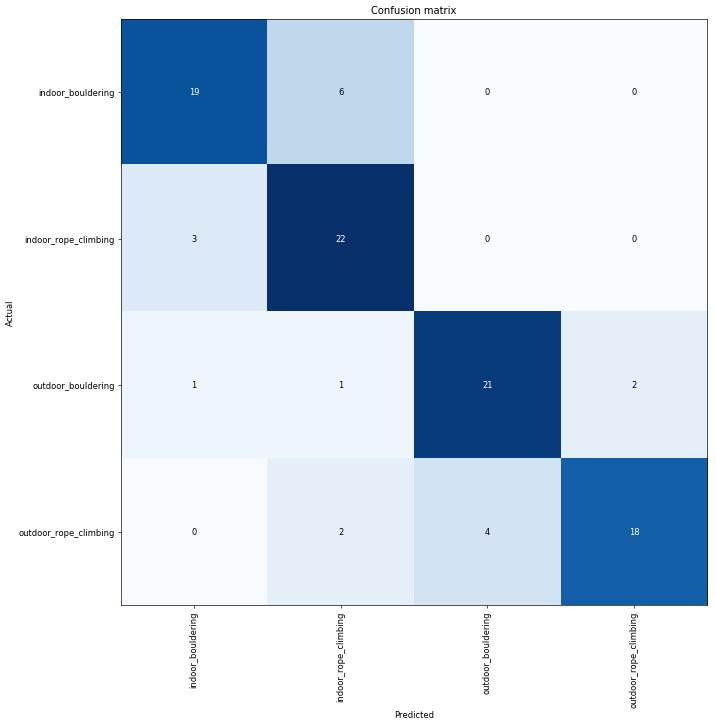 Confusion matrix
indoor_bouldering
19
6
0
0
indoor_rope_climbing
3
22
0
0
Actual
outdoor_bouldering
1
1
21
2
outdoor_rope_climbing
0
2
4
18
indoor_bouldering
indoor_rope_climbing
outdoor_bouldering
outdoor_rope_climbing
Predicted